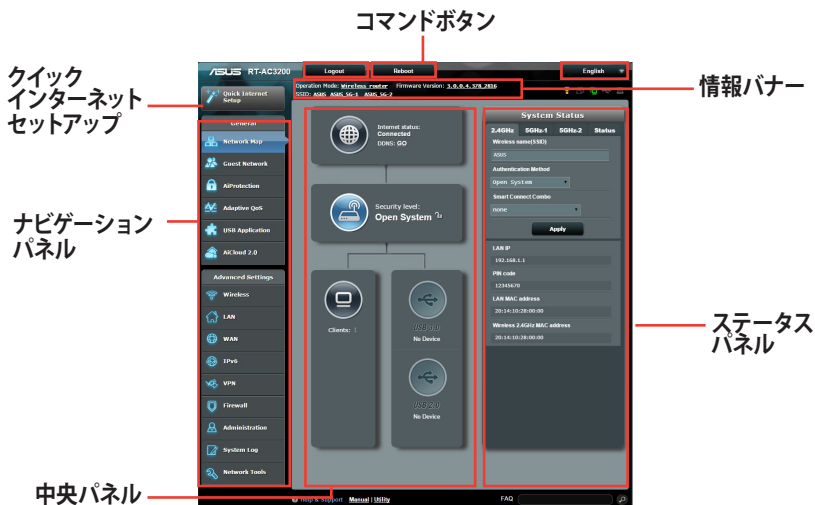 コマンドボタン
クイック
インターネット
セットアップ
情報バナー
ナビゲーション
パネル
ステータス
パネル
中央パネル
ASUS RT-AC3200
Logout
Reboot
English
Operation Mode: Wireless router Firmware Version: 3.0.0.4.378_2816
SSID: ASUS ASUS_5G-1 ASUS_5G-2
Quick Internet
Setup
General
Network Map
Guest Network
AiProtection
Adaptive QoS
USB Application
AiCloud 2.0
Advanced Settings
Wireless
LAN
WAN
IPv6
VPN
Firewall
Administration
System Log
Network Tools
Internet status:
Connected
DDNS: GO
Security level:
Open System
Clients: 1
USB 3.0
No Device
USB 2.0
No Device
System Status
2.4GHz 5GHz-1 5GHz-2 Status
Wireless name(SSID)
ASUS
Authentication Method
Open System
Smart Connect Combo
none
Apply
LAN IP
192.168.1.1
PIN code
12345670
LAN MAC address
20:14:10:28:00:00
Wireless 2.4GHz MAC address
20:14:10:28:00:00
Help & Support Manual | Utility
FAQ